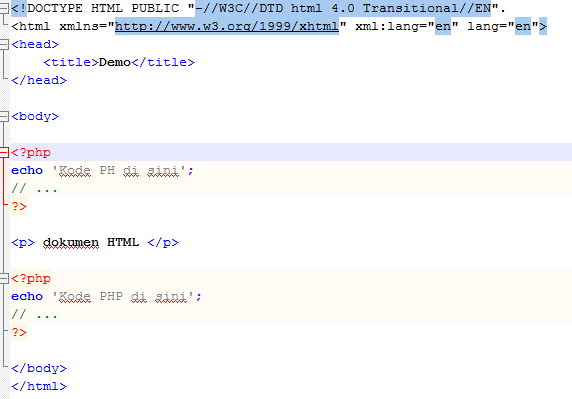 <!DOCTYPE HTML PUBLIC "-//W3C//DTD html 4.0 Transitional//EN".
<html xmlns="http://www.w3.org/1999/xhtml" xml:lang="en" lang="en">
<head>
    <title>Demo</title>
</head>

<body>

<?php
echo 'Kode PH di sini';
// ...
?>

<p> dokumen HTML </p>

<?php
echo 'Kode PHP di sini';
// ...
?>

</body>
</html>